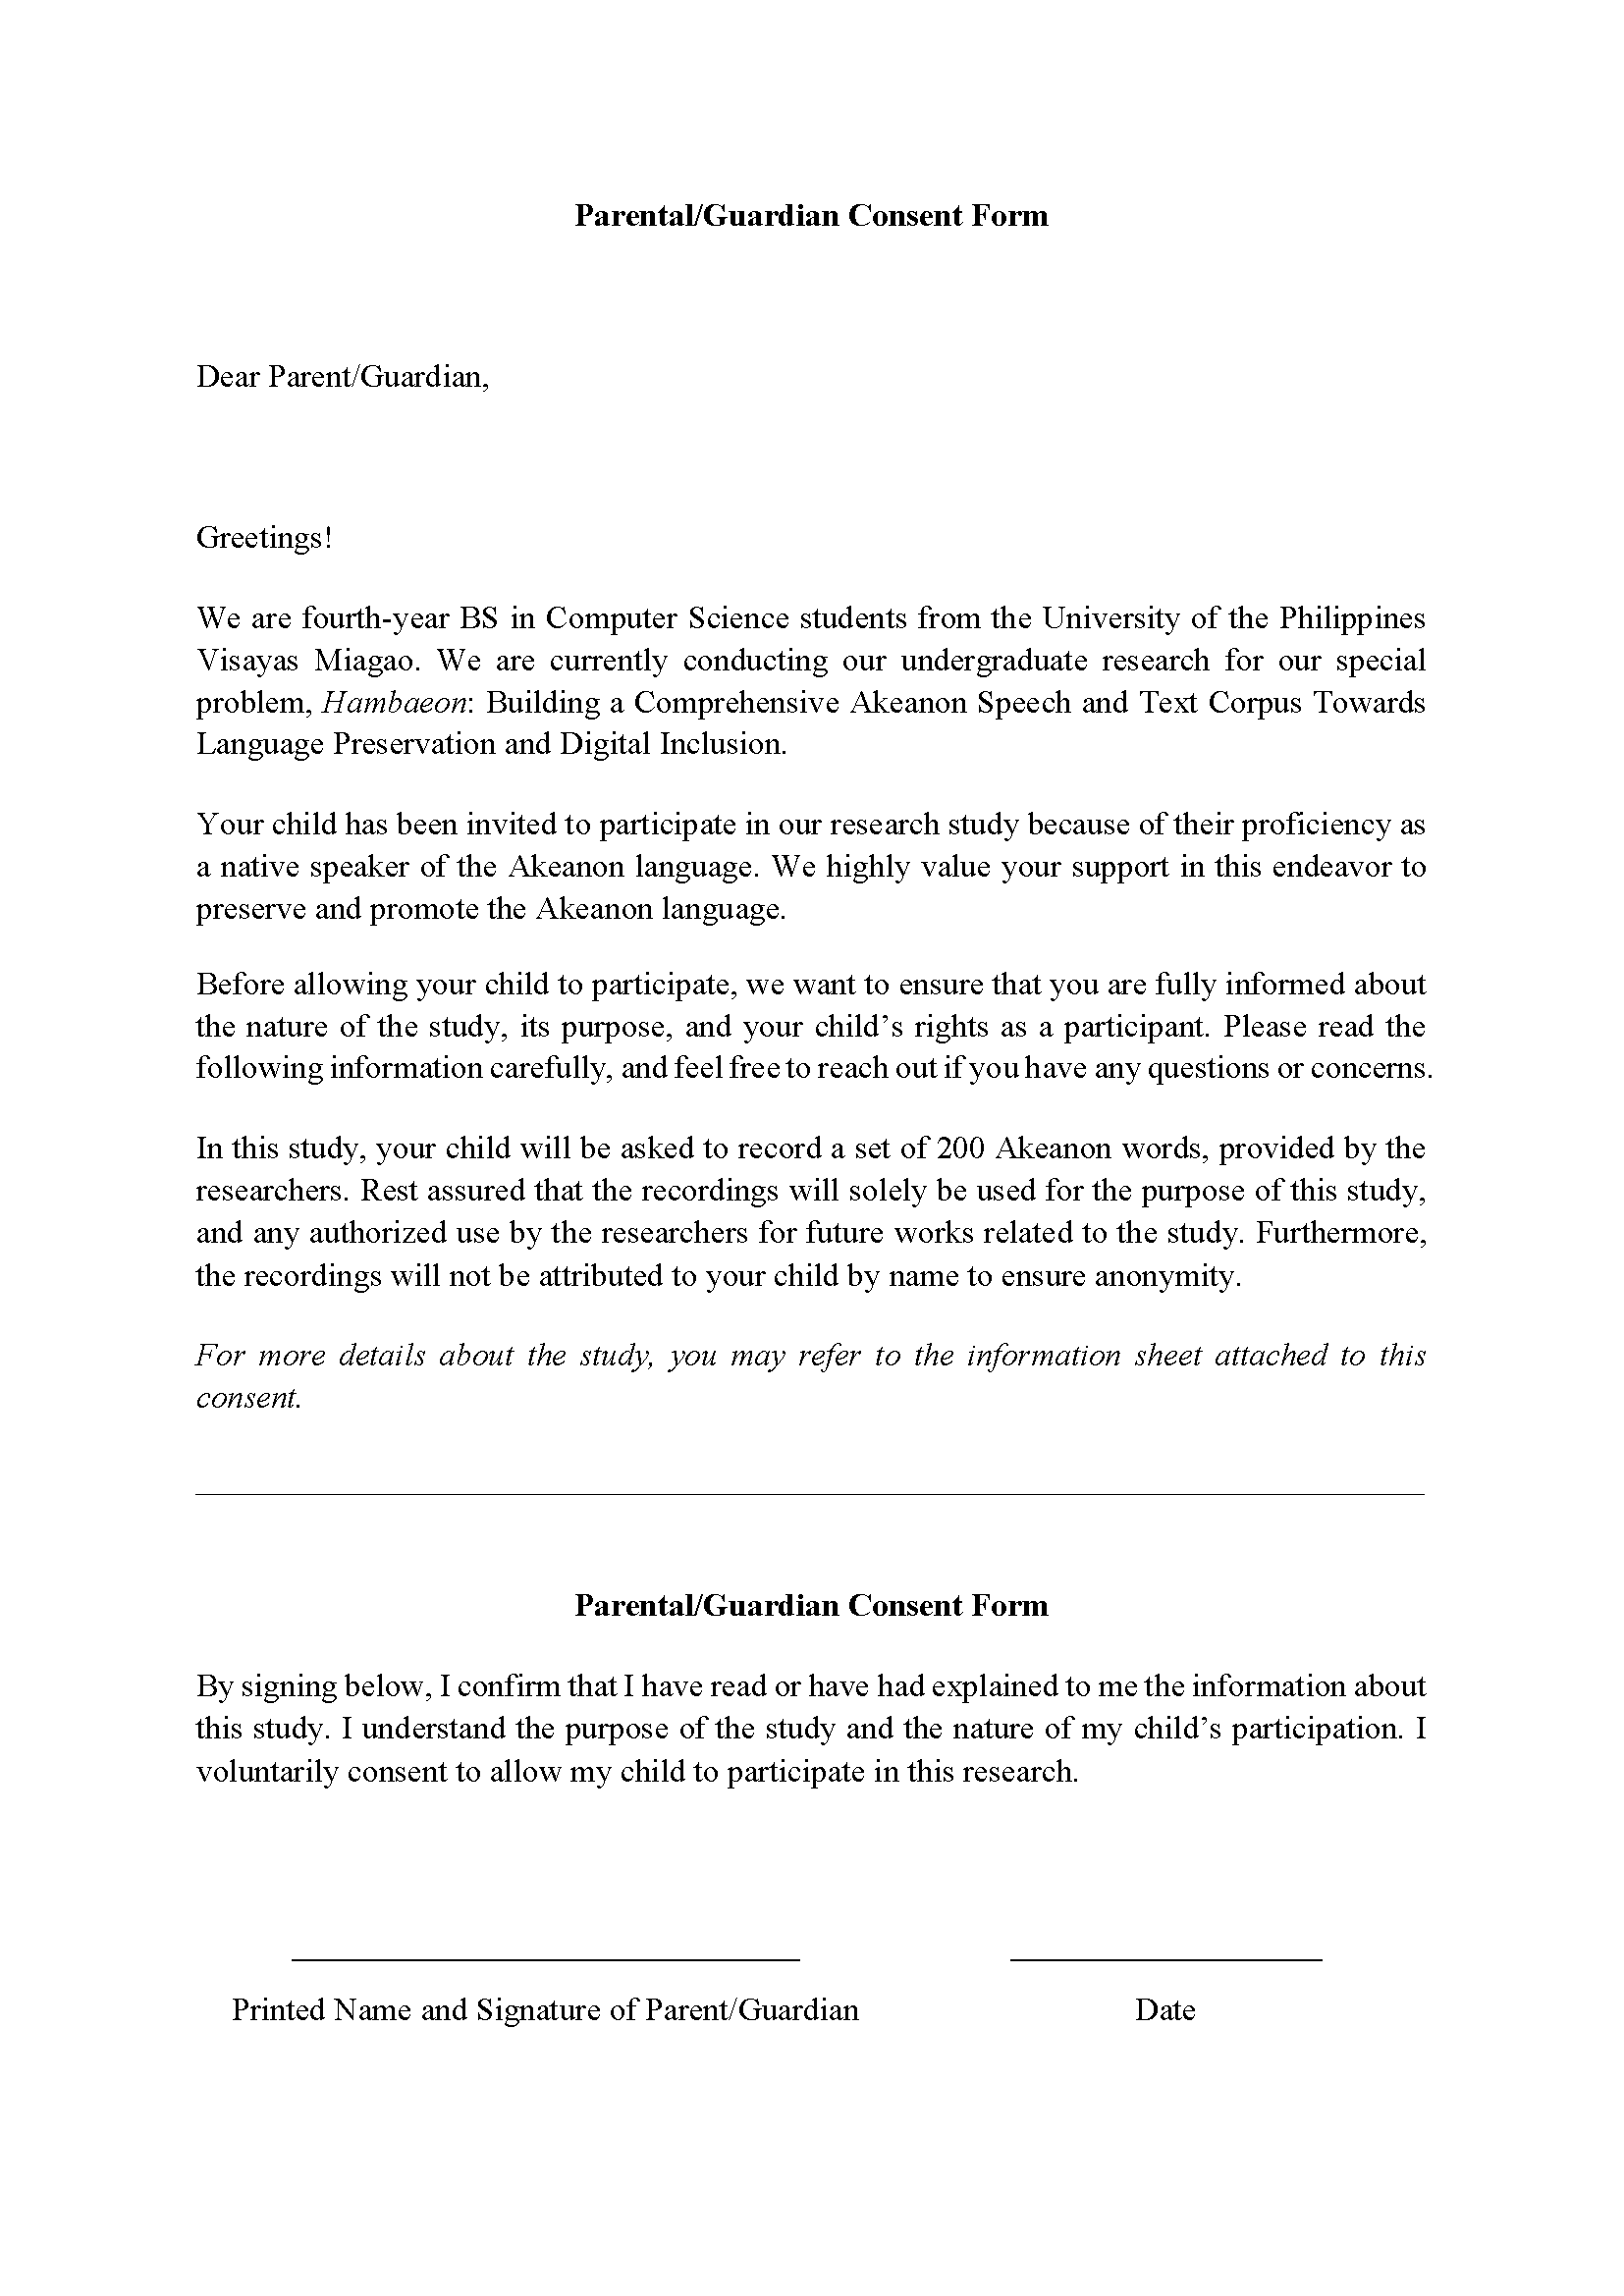 Parental/Guardian Consent Form
Dear Parent/Guardian,
Greetings!
We are fourth-year BS in Computer Science students from the University of the Philippines
Visayas Miagao. We are currently conducting our undergraduate research for our special
problem, Hambaeon: Building a Comprehensive Akeanon Speech and Text Corpus Towards
Language Preservation and Digital Inclusion.
Your child has been invited to participate in our research study because of their proficiency as
a native speaker of the Akeanon language. We highly value your support in this endeavor to
preserve and promote the Akeanon language.
Before allowing your child to participate, we want to ensure that you are fully informed about
the nature of the study, its purpose, and your child’s rights as a participant. Please read the
following information carefully, and feel free to reach out if you have any questions or concerns.
In this study, your child will be asked to record a set of 200 Akeanon words, provided by the
researchers. Rest assured that the recordings will solely be used for the purpose of this study,
and any authorized use by the researchers for future works related to the study. Furthermore,
the recordings will not be attributed to your child by name to ensure anonymity.
For more details about the study, you may refer to the information sheet attached to this
consent.
Parental/Guardian Consent Form
By signing below, I confirm that I have read or have had explained to me the information about
this study. I understand the purpose of the study and the nature of my child’s participation. I
voluntarily consent to allow my child to participate in this research.
Printed Name and Signature of Parent/Guardian
Date